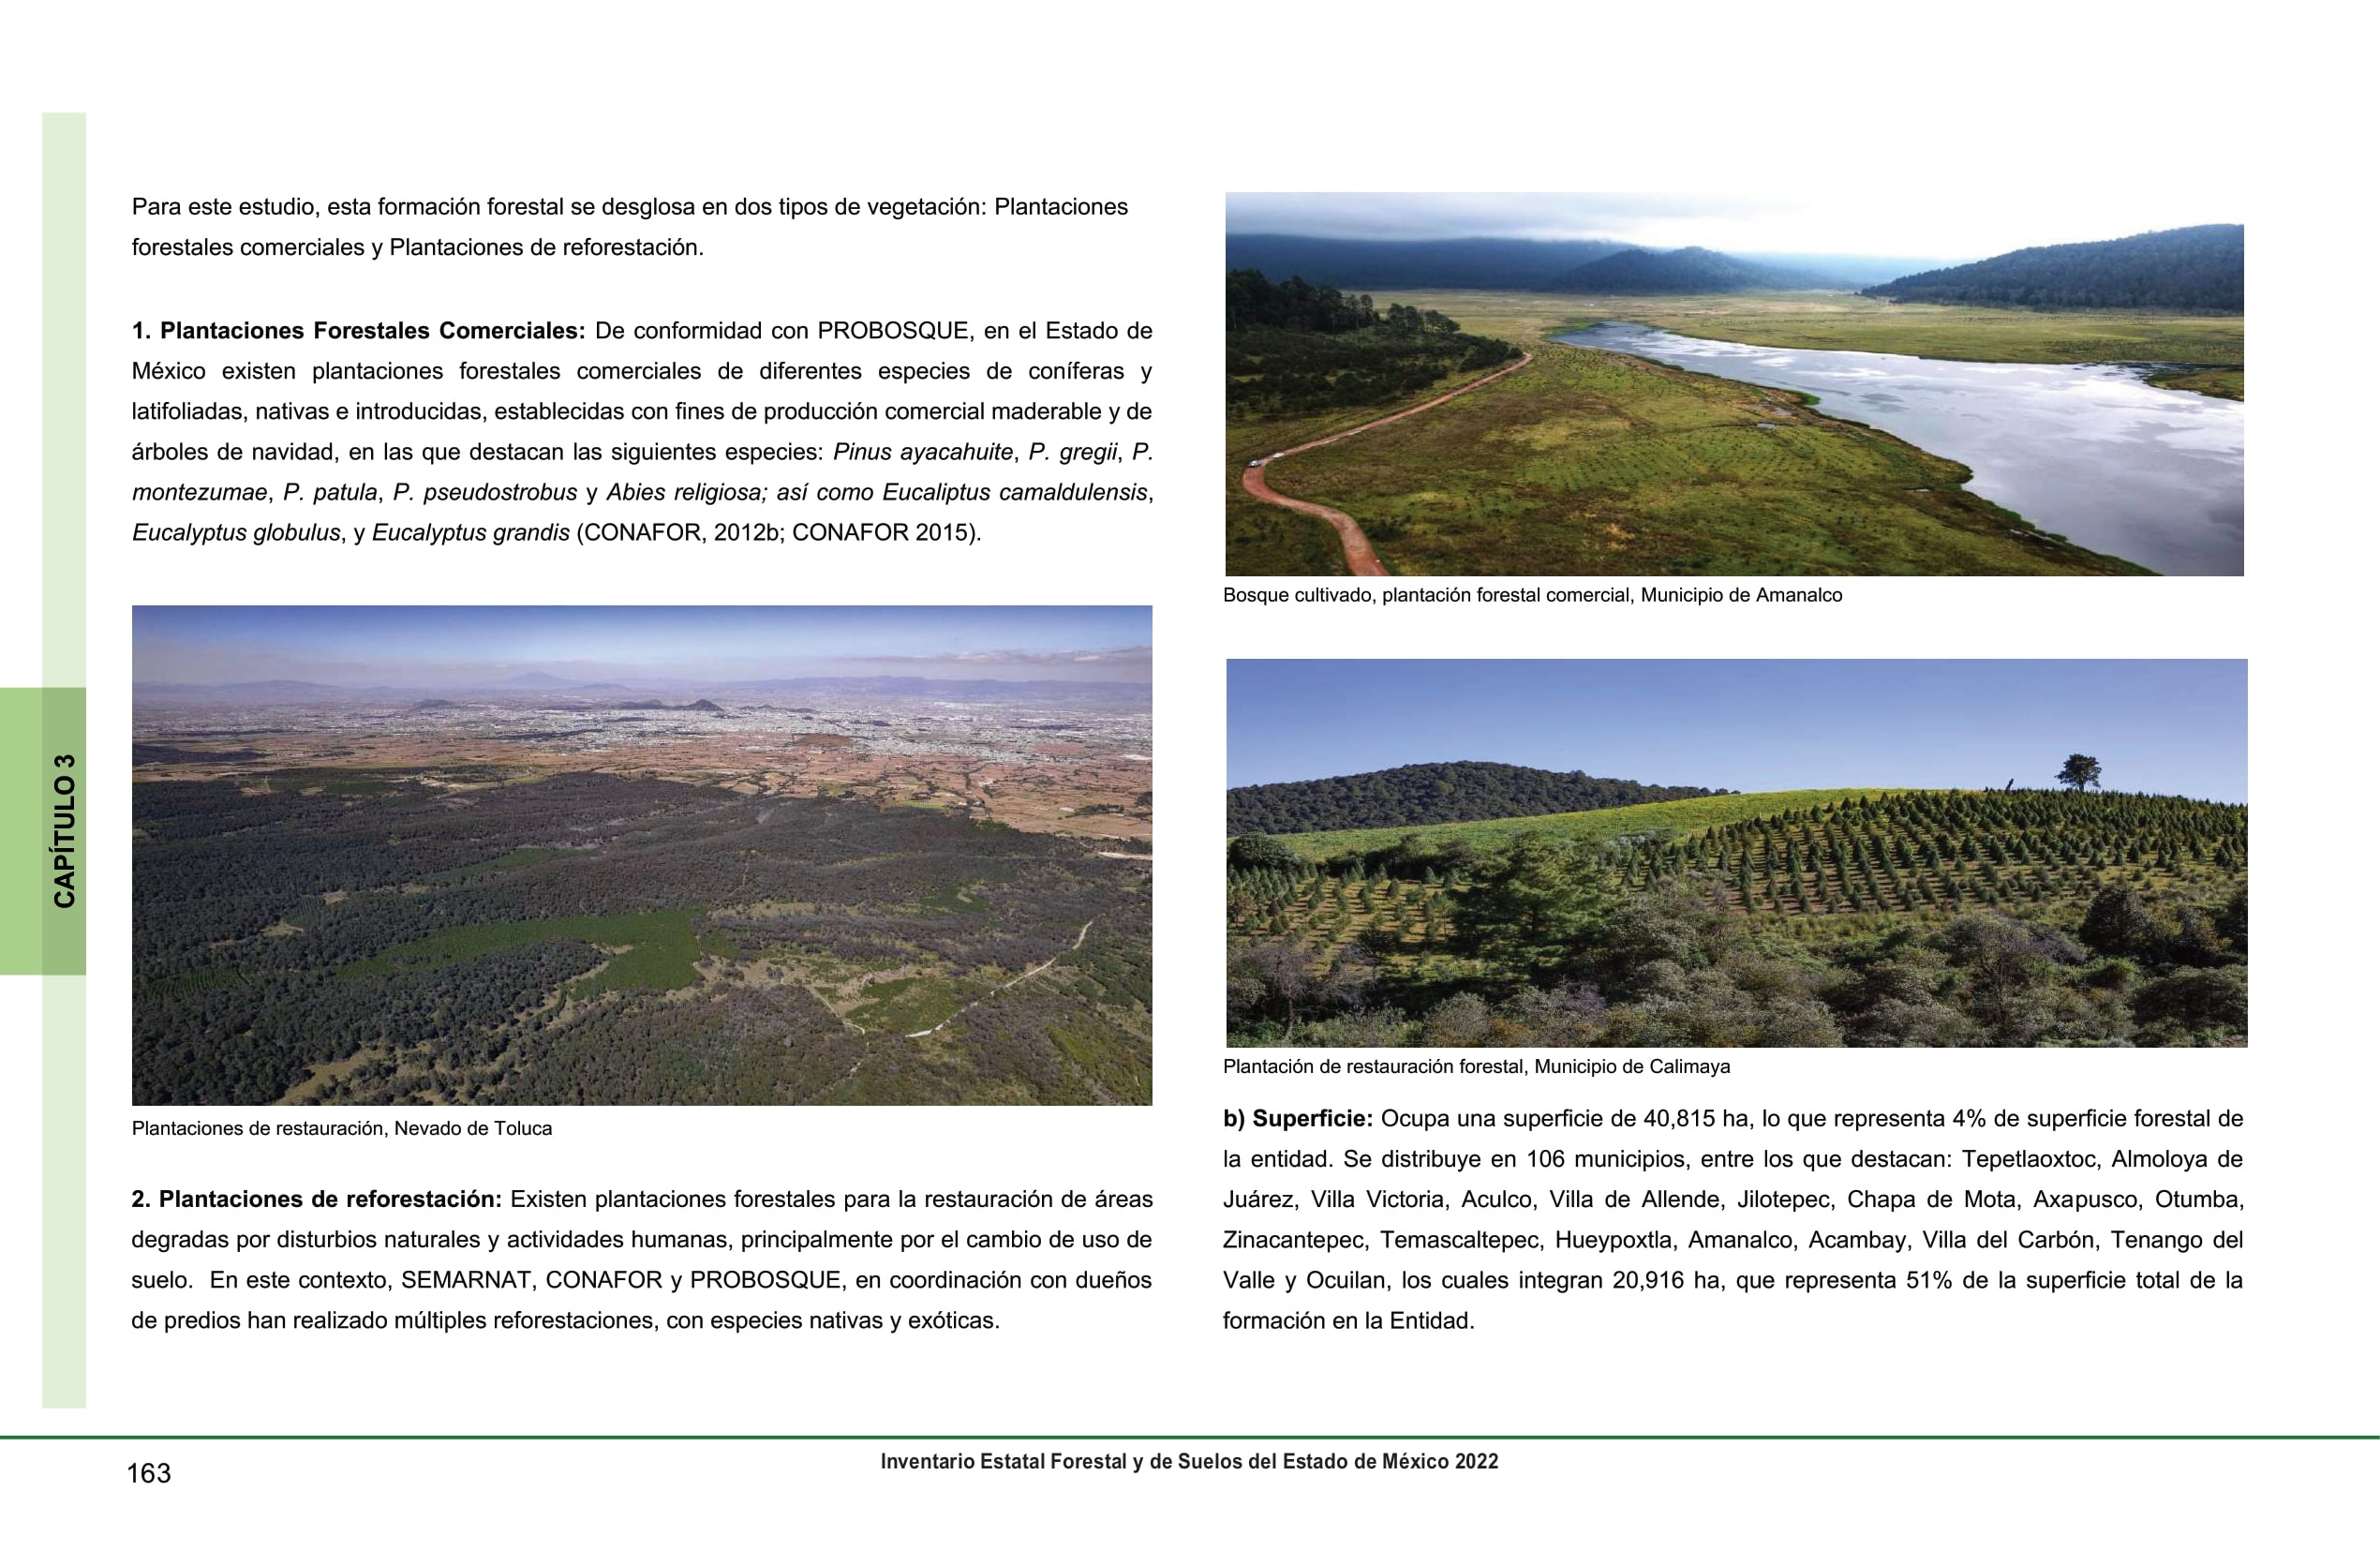 Para este estudio, esta formación forestal se desglosa en dos tipos de vegetación: Plantaciones
forestales comerciales y Plantaciones de reforestación.
1. Plantaciones Forestales Comerciales: De conformidad con PROBOSQUE, en el Estado de
México existen plantaciones forestales comerciales de diferentes especies de coníferas y
latifoliadas, nativas e introducidas, establecidas con fines de producción comercial maderable y de
árboles de navidad, en las que destacan las siguientes especies: Pinus ayacahuite, P. gregii, P.
montezumae, P. patula, P. pseudostrobus y Abies religiosa; así como Eucaliptus camaldulensis,
Eucalyptus globulus, y Eucalyptus grandis (CONAFOR, 2012b; CONAFOR 2015).
Plantaciones de restauración, Nevado de Toluca
2. Plantaciones de reforestación: Existen plantaciones forestales para la restauración de áreas
degradas por disturbios naturales y actividades humanas, principalmente por el cambio de uso de
suelo. En este contexto, SEMARNAT, CONAFOR y PROBOSQUE, en coordinación con dueños
de predios han realizado múltiples reforestaciones, con especies nativas y exóticas.
Bosque cultivado, plantación forestal comercial, Municipio de Amanalco
Plantación de restauración forestal, Municipio de Calimaya
b) Superficie: Ocupa una superficie de 40,815 ha, lo que representa 4% de superficie forestal de
la entidad. Se distribuye en 106 municipios, entre los que destacan: Tepetlaoxtoc, Almoloya de
Juárez, Villa Victoria, Aculco, Villa de Allende, Jilotepec, Chapa de Mota, Axapusco, Otumba,
Zinacantepec, Temascaltepec, Hueypoxtla, Amanalco, Acambay, Villa del Carbón, Tenango del
Valle y Ocuilan, los cuales integran 20,916 ha, que representa 51% de la superficie total de la
formación en la Entidad.
CAPÍTULO 3
163
Inventario Estatal Forestal y de Suelos del Estado de México 2022